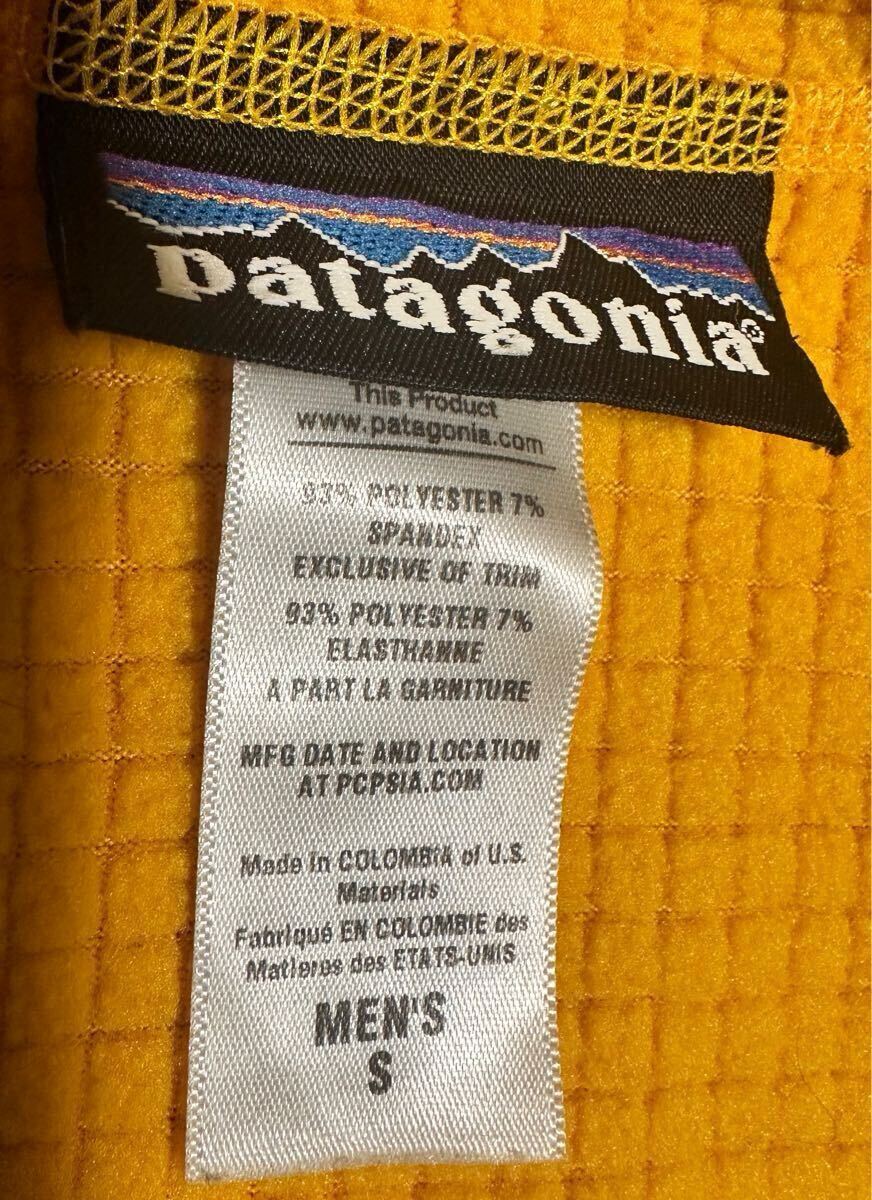 patagonia®
This Product
www.patagonia.com
93% POLYESTER 7%
SPANDEX
EXCLUSIVE OF TRIM
93% POLYESTER 7%
ELASTHANNE
A PART LA GARNITURE
MFG DATE AND LOCATION
AT PCPSIA.COM
Made in COLOMBIA of U.S.
Materials
Fabrique EN COLOMBIE des
Matieres des ETATS-UNIS
MEN'S
S